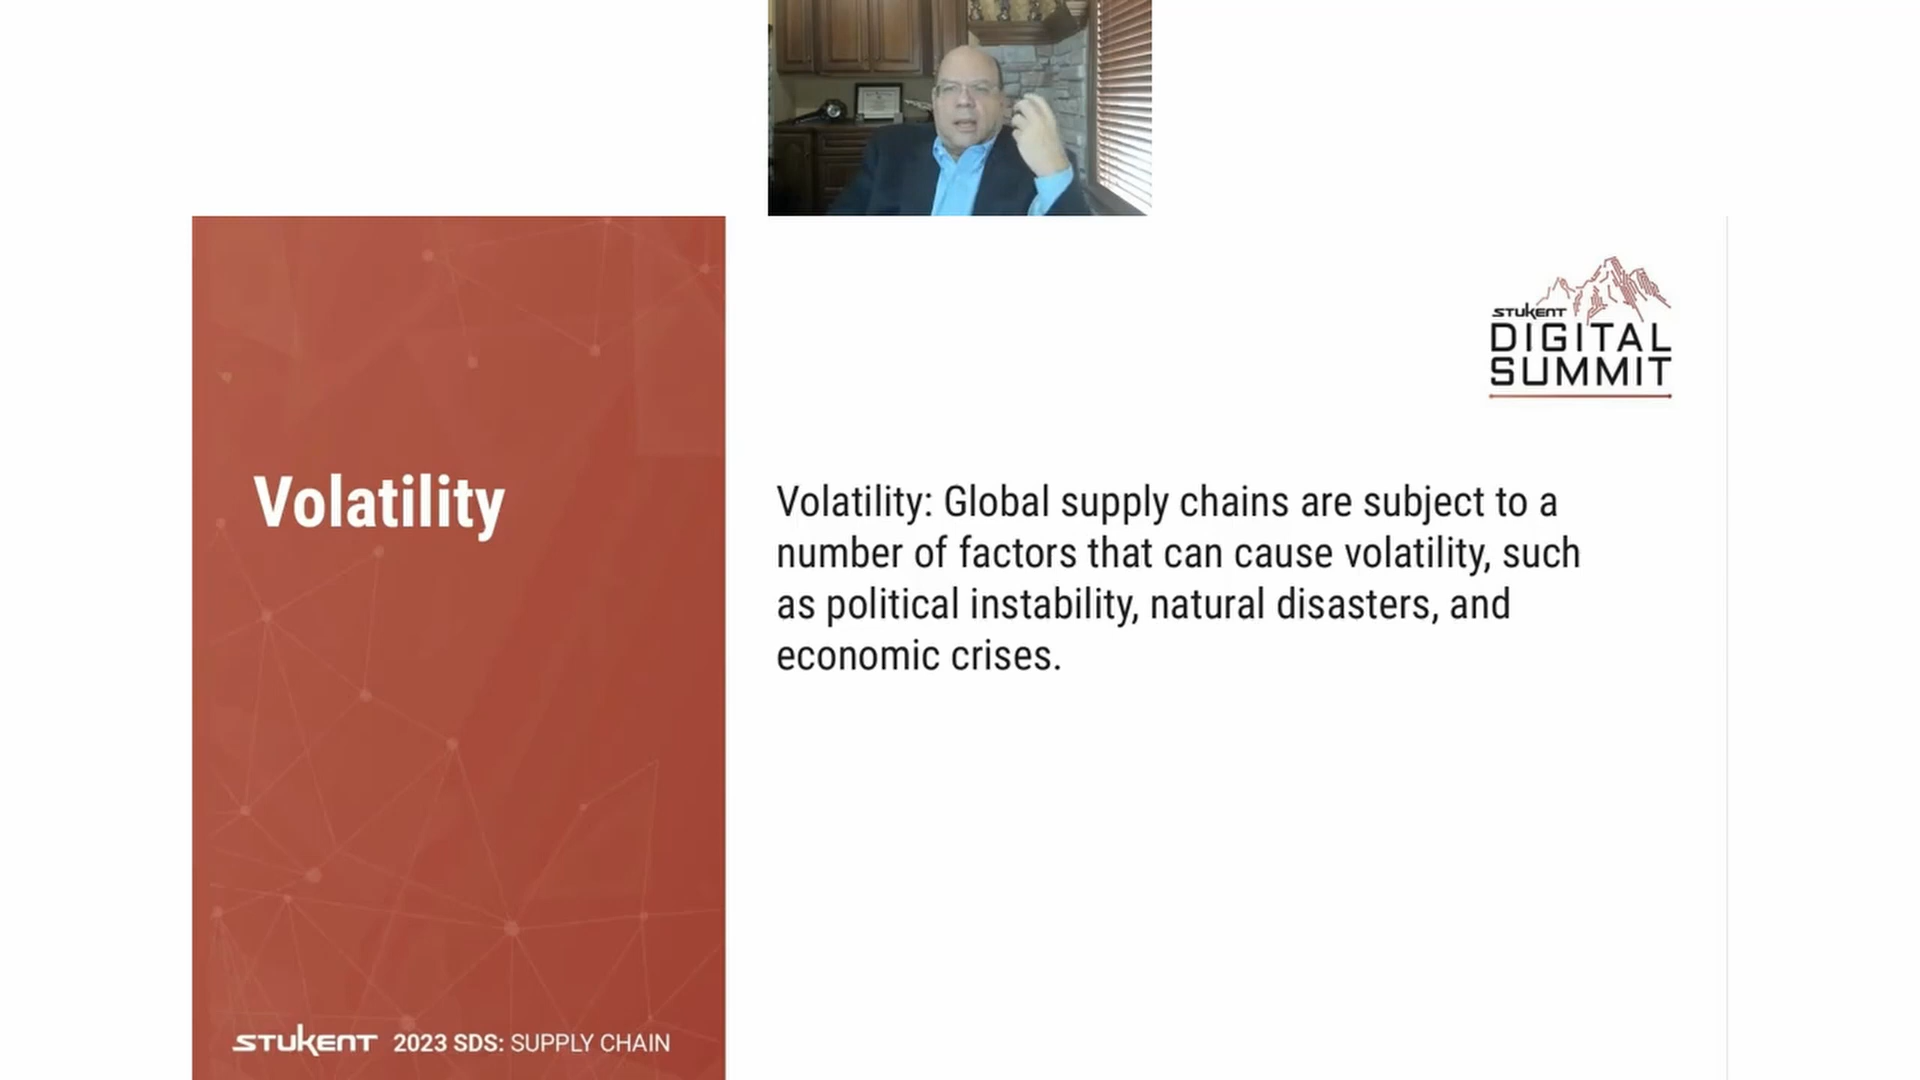 STUKENT
DIGITAL
SUMMIT
Volatility
Volatility: Global supply chains are subject to a
number of factors that can cause volatility, such
as political instability, natural disasters, and
economic crises.
STUKENT 2023 SDS: SUPPLY CHAIN